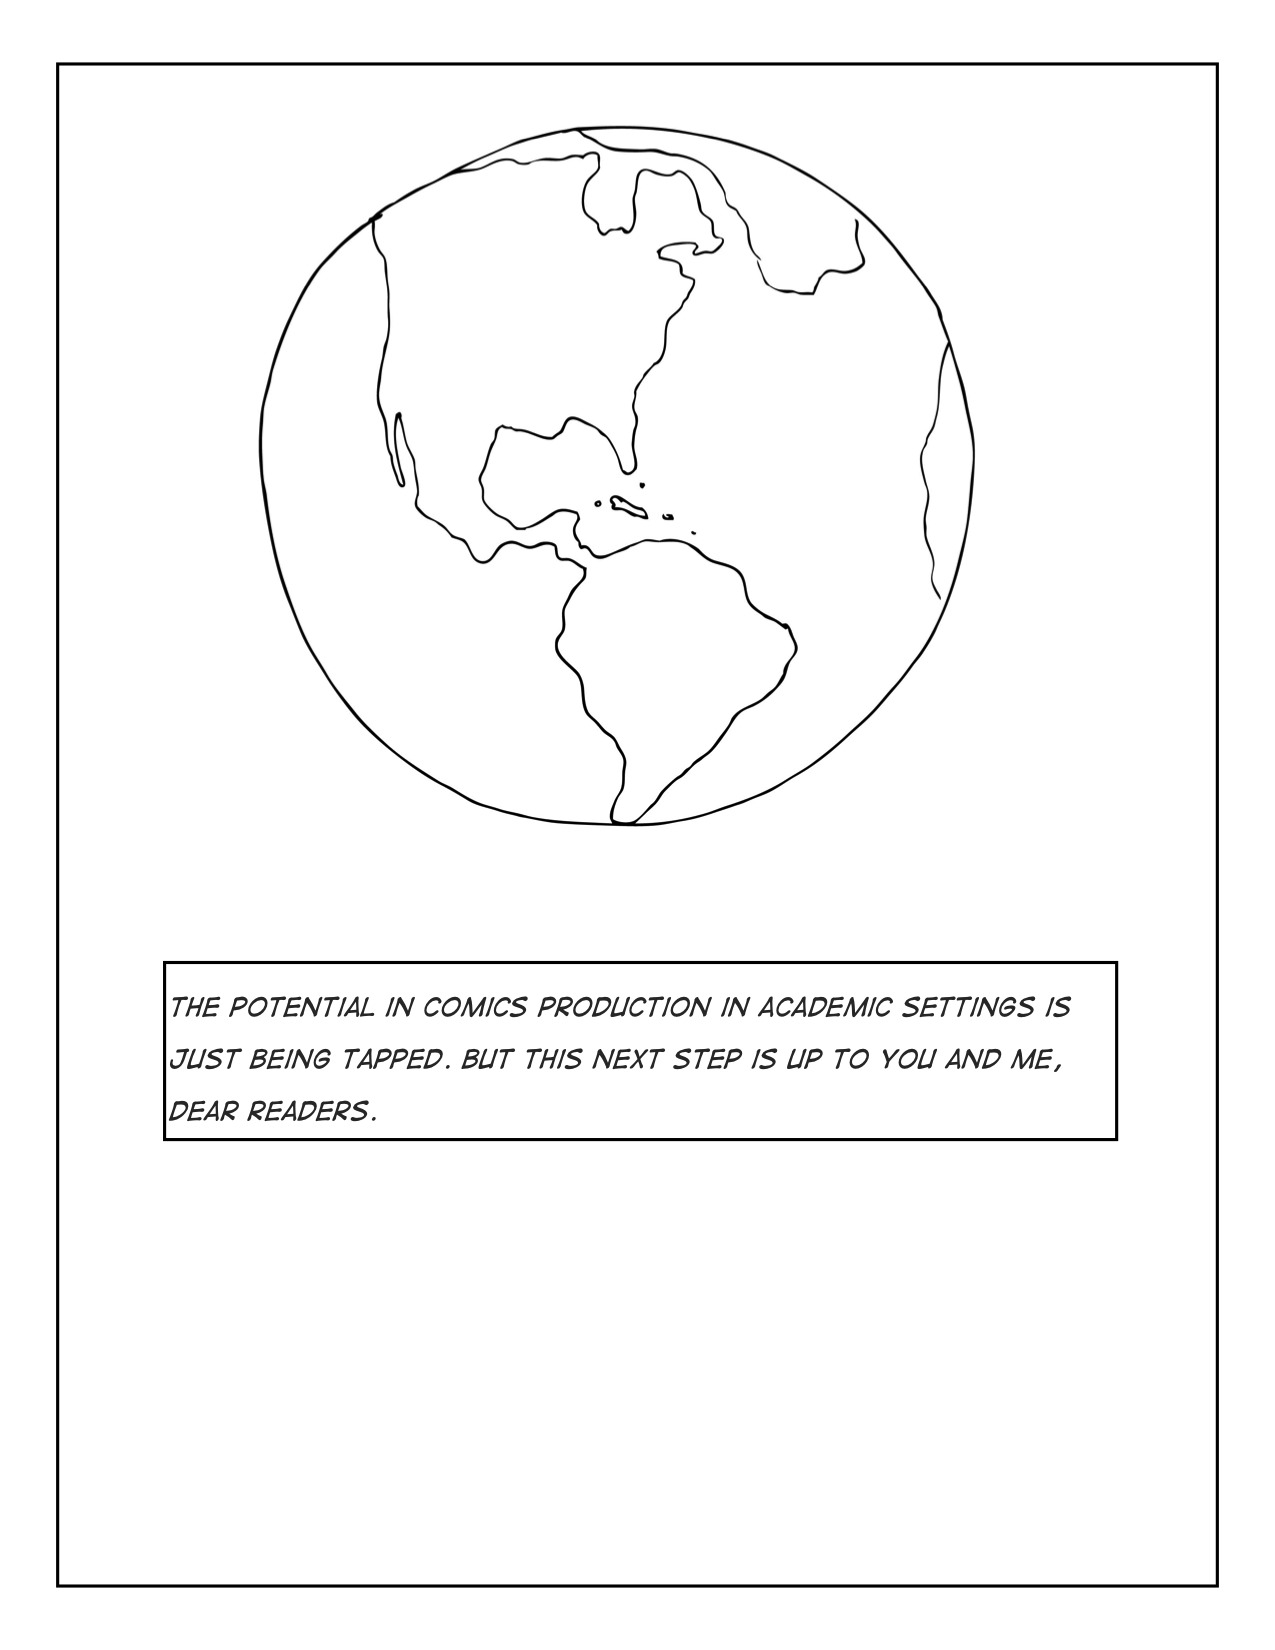 THE POTENTIAL IN COMICS PRODUCTION IN ACADEMIC SETTINGS IS
JUST BEING TAPPED. BUT THIS NEXT STEP IS UP TO YOU AND ME,
DEAR READERS.